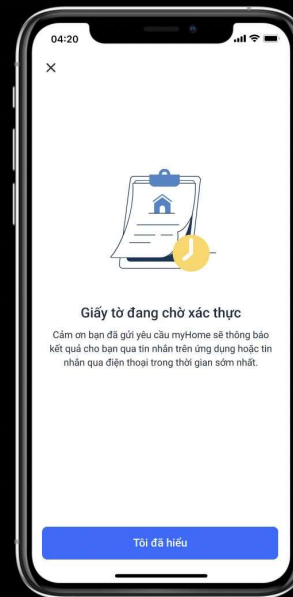 04:20
Giấy tờ đang chờ xác thực
Cảm ơn bạn đã gửi yêu cầu myHome sẽ thông báo
kết quả cho bạn qua tin nhắn trên ứng dụng hoặc tin
nhắn qua điện thoại trong thời gian sớm nhất.
Tôi đã hiểu